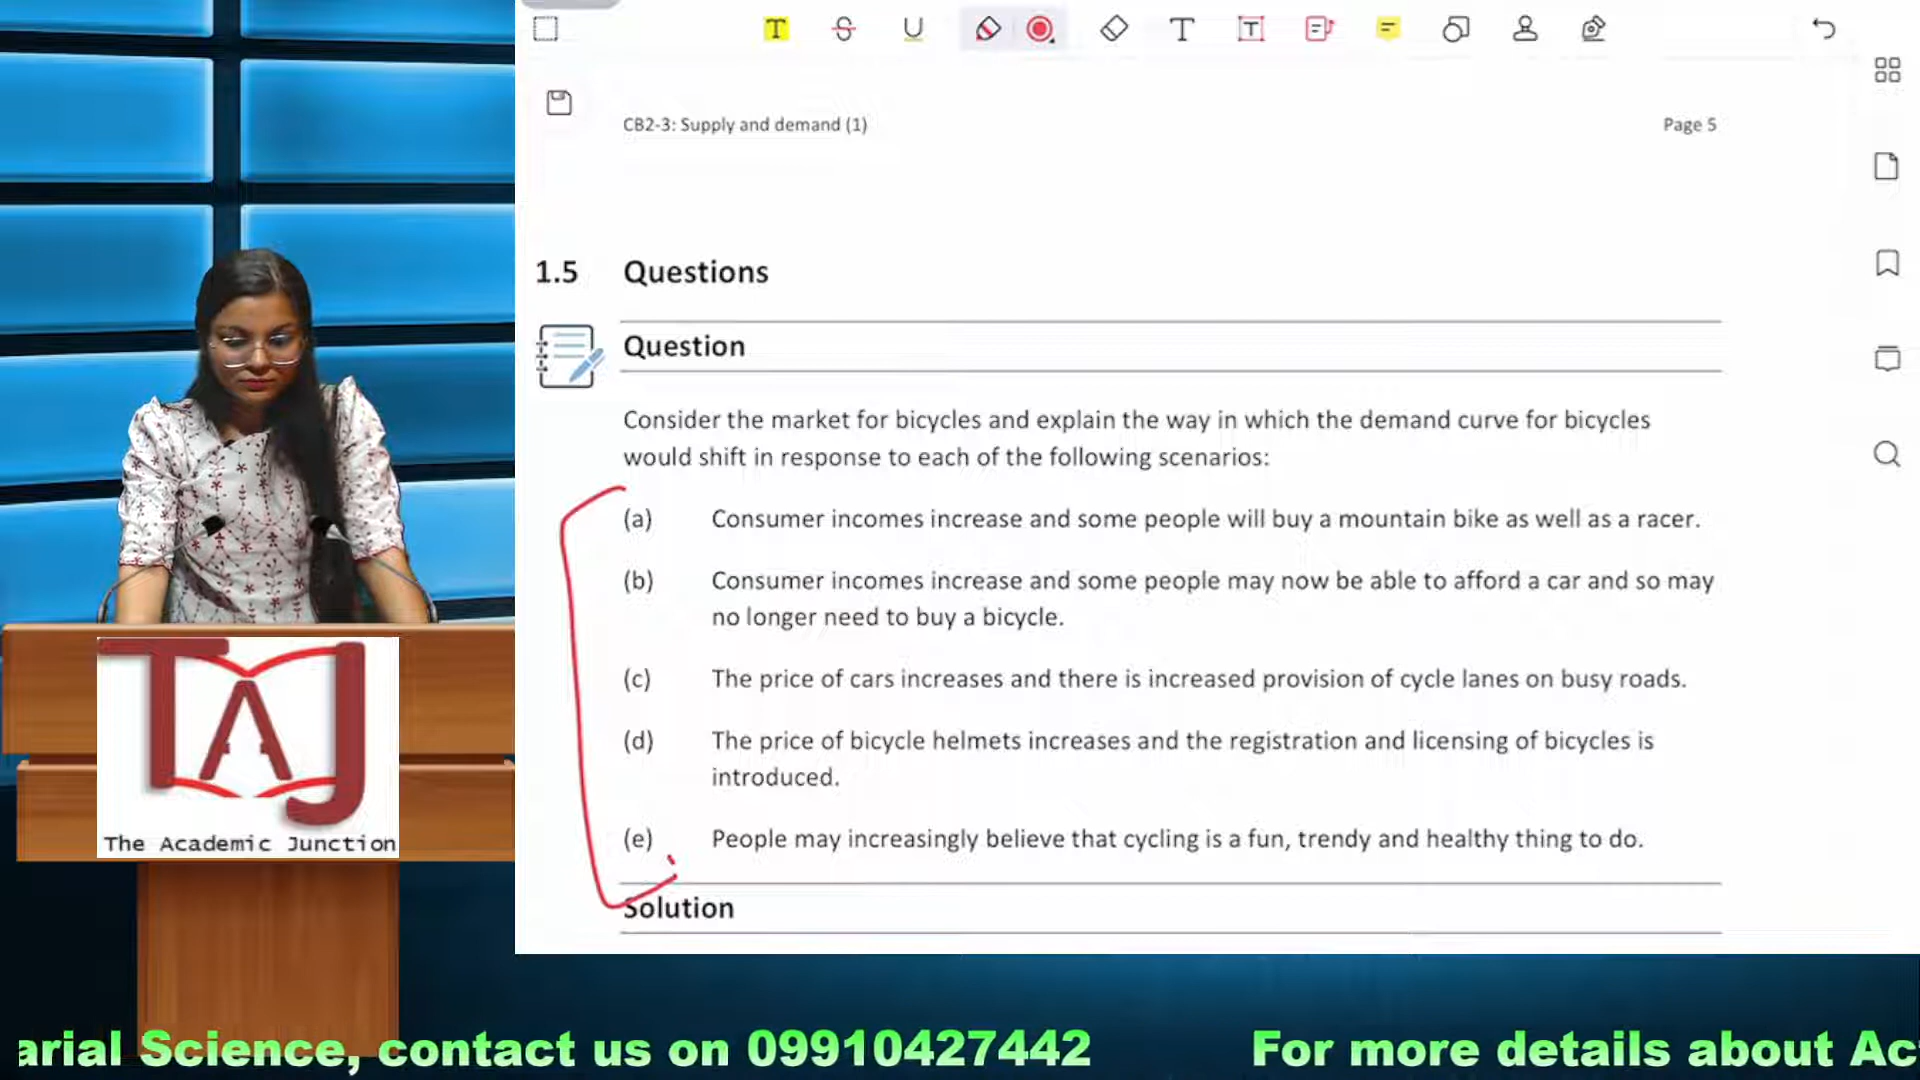 CB2-3: Supply and demand (1)
Page 5
1.5 Questions
Question
Consider the market for bicycles and explain the way in which the demand curve for bicycles
would shift in response to each of the following scenarios:
(a) Consumer incomes increase and some people will buy a mountain bike as well as a racer.
(b) Consumer incomes increase and some people may now be able to afford a car and so may
no longer need to buy a bicycle.
(c) The price of cars increases and there is increased provision of cycle lanes on busy roads.
(d) The price of bicycle helmets increases and the registration and licensing of bicycles is
introduced.
(e) People may increasingly believe that cycling is a fun, trendy and healthy thing to do.
Solution
TAJ
The Academic Junction
arial Science, contact us on 09910427442 For more details about Ac